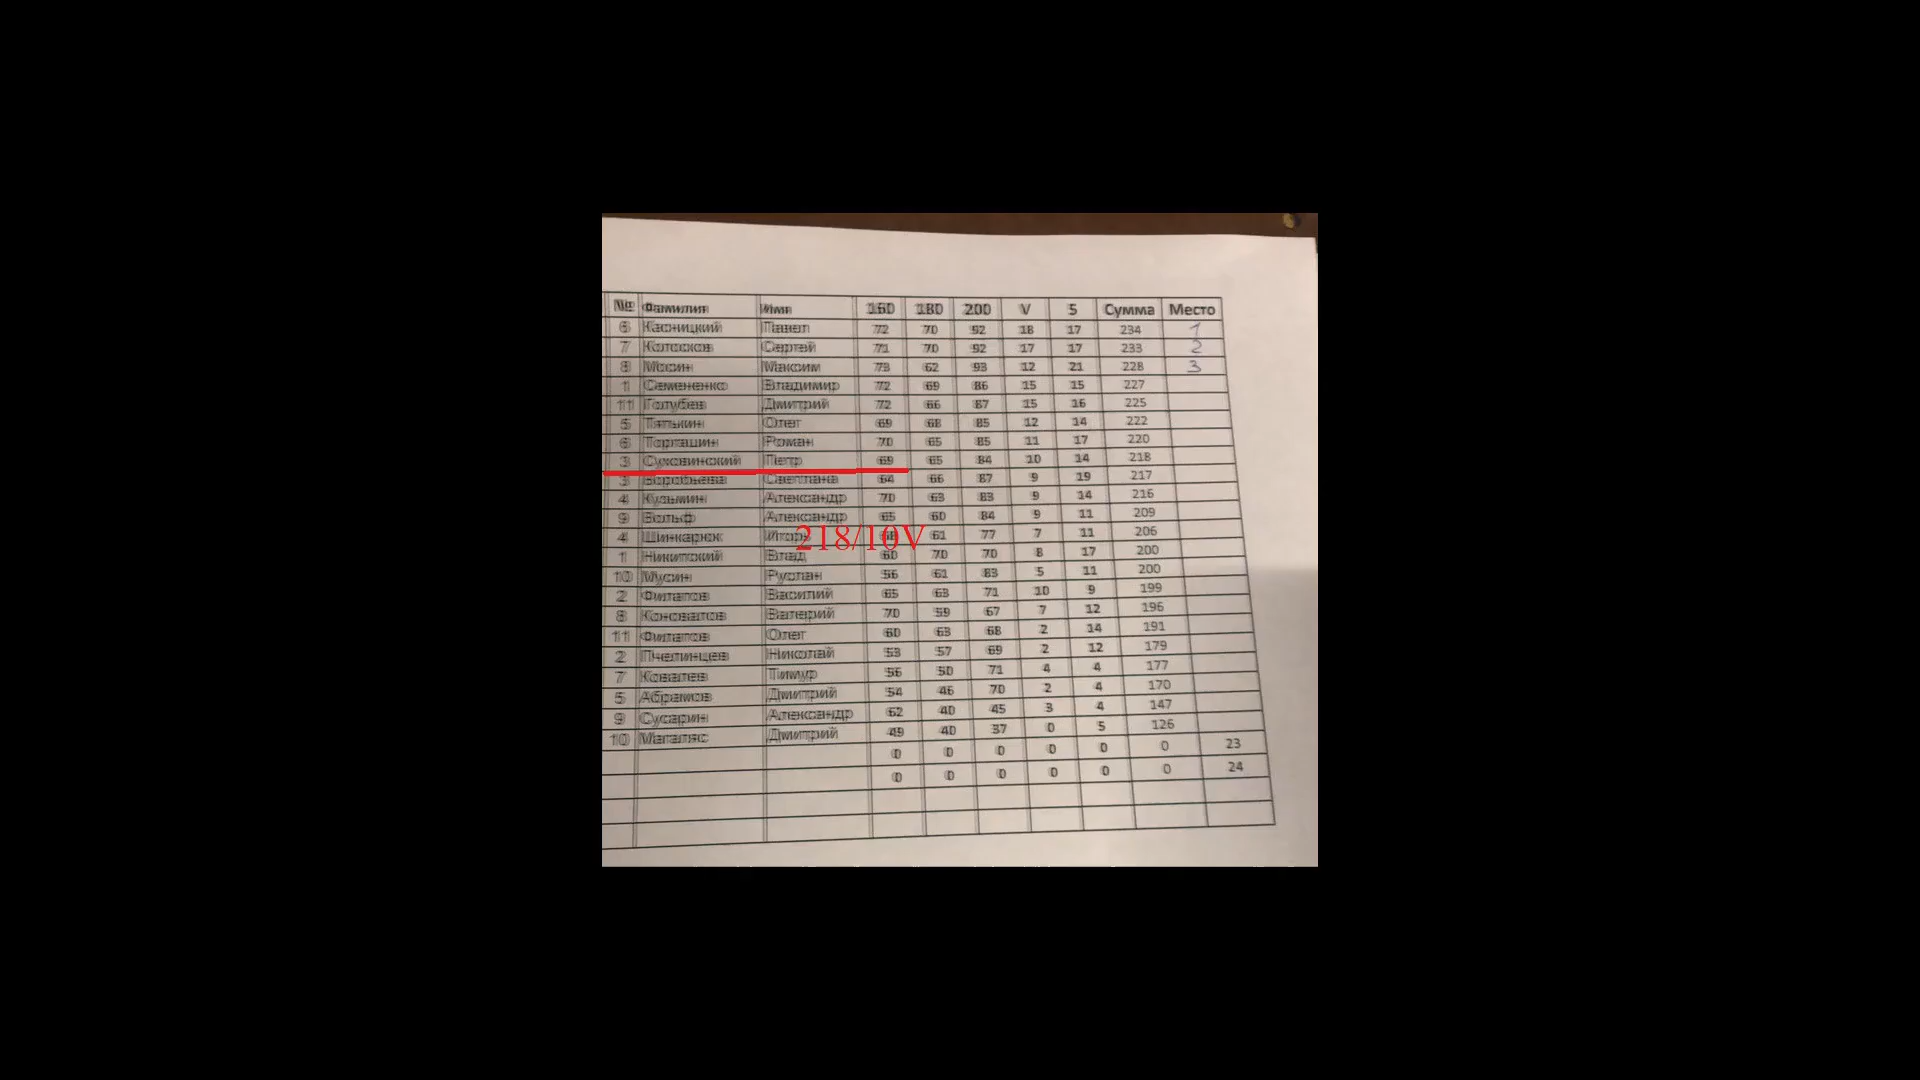 № Фамилия Имя 160 180 200 V 5 Сумма Место
6 Касницкий Павел 72 70 92 18 17 234 1
7 Колосков Сергей 71 70 92 17 17 233 2
8 Мосин Максим 73 62 93 12 21 228 3
1 Семененко Владимир 72 69 86 15 15 227
11 Голубев Дмитрий 72 66 87 15 16 225
5 Тяпкин Олег 69 68 85 12 14 222
6 Торгашин Роман 70 65 85 11 17 220
3 Суховинский Петр 69 65 84 10 14 218
3 Воробьева Светлана 64 66 87 9 19 217
4 Кузьмин Александр 70 63 83 9 14 216
9 Вольф Александр 65 60 84 9 11 209
4 Шинкарюк Игорь 68 61 77 7 11 206
218/10V
1 Никитский Влад 60 70 70 8 17 200
10 Мусин Руслан 56 61 83 5 11 200
2 Филатов Василий 65 63 71 10 9 199
8 Коновалов Валерий 70 59 67 7 12 196
11 Филатов Олег 60 63 68 2 14 191
2 Пчелинцев Николай 53 57 69 2 12 179
7 Ковалев Тимур 56 50 71 4 4 177
5 Абрамов Дмитрий 54 46 70 2 4 170
9 Сусарин Александр 62 40 45 3 4 147
10 Магаляс Дмитрий 49 40 37 0 5 126
0 0 0 0 0 0 23
0 0 0 0 0 0 24